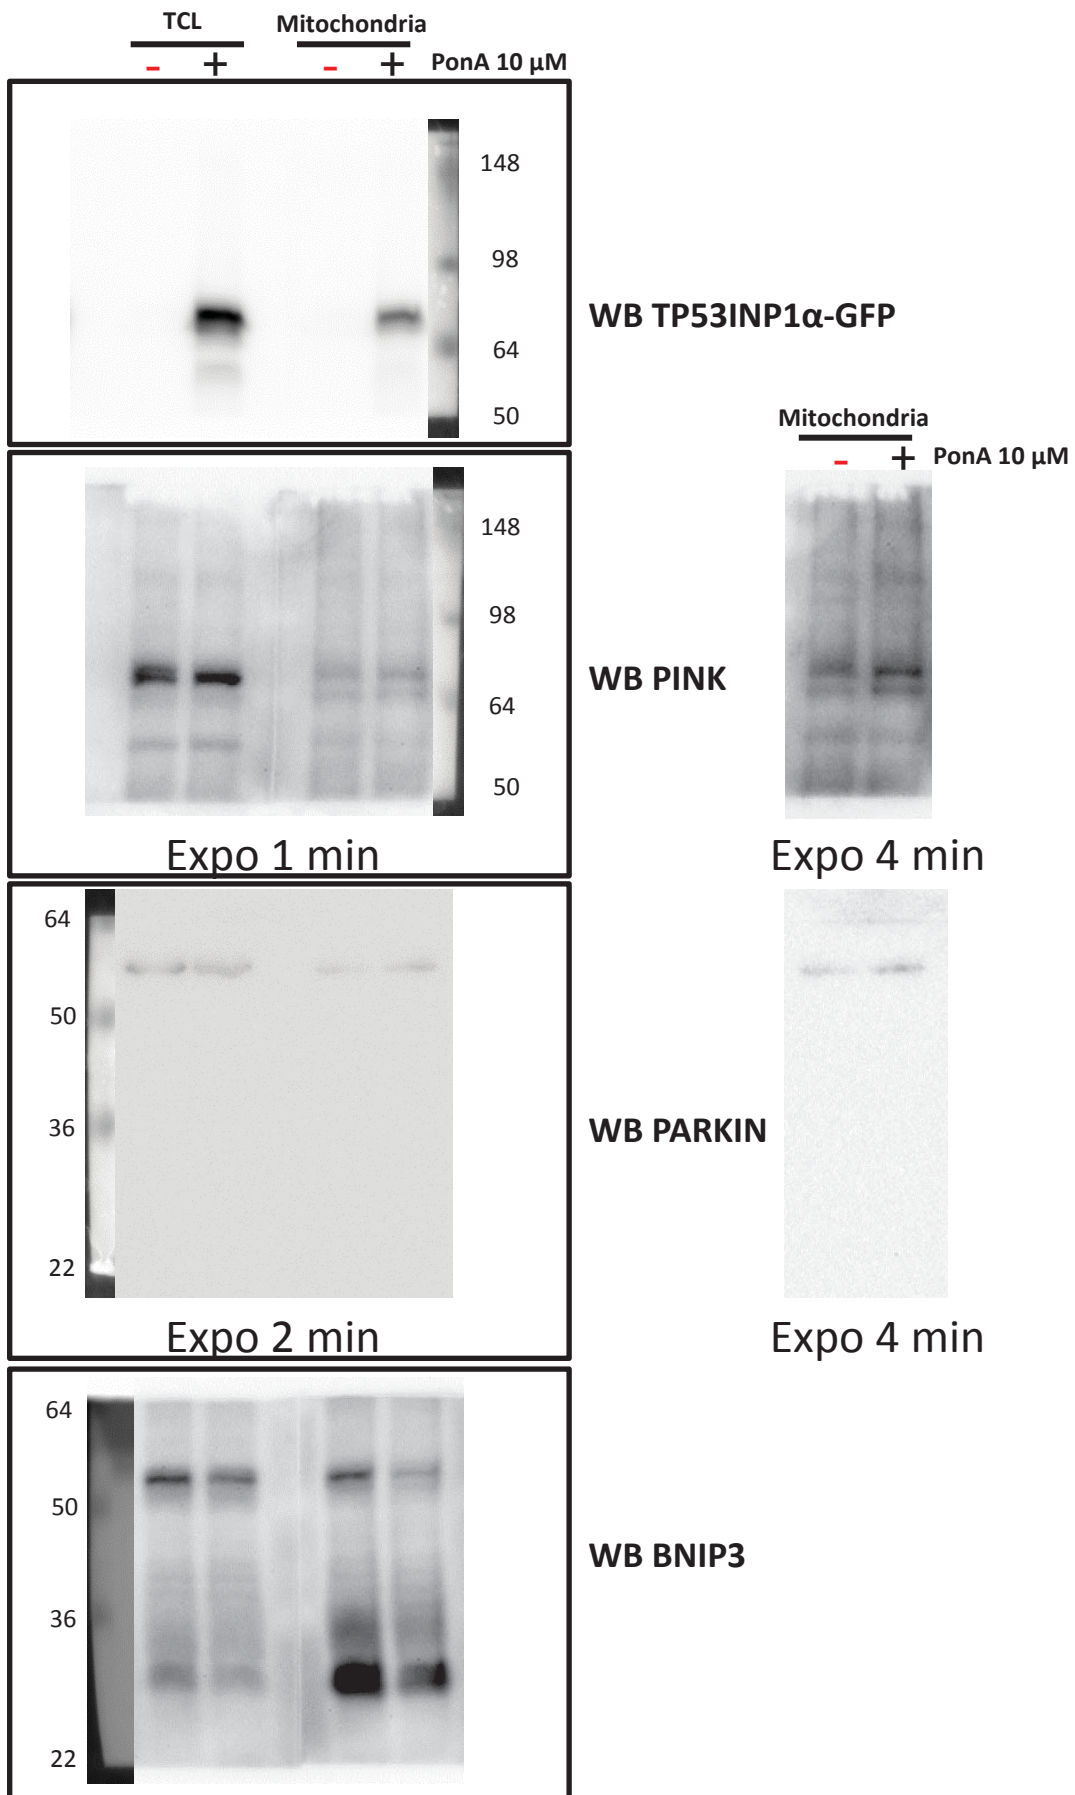 TCL Mitochondria
- + - + PonA 10 µM
148
98
64
50
WB TP53INP1α-GFP
Mitochondria
- + PonA 10 µM
148
98
64
50
WB PINK
Expo 1 min
Expo 4 min
64
50
36
22
WB PARKIN
Expo 2 min
Expo 4 min
64
50
36
22
WB BNIP3